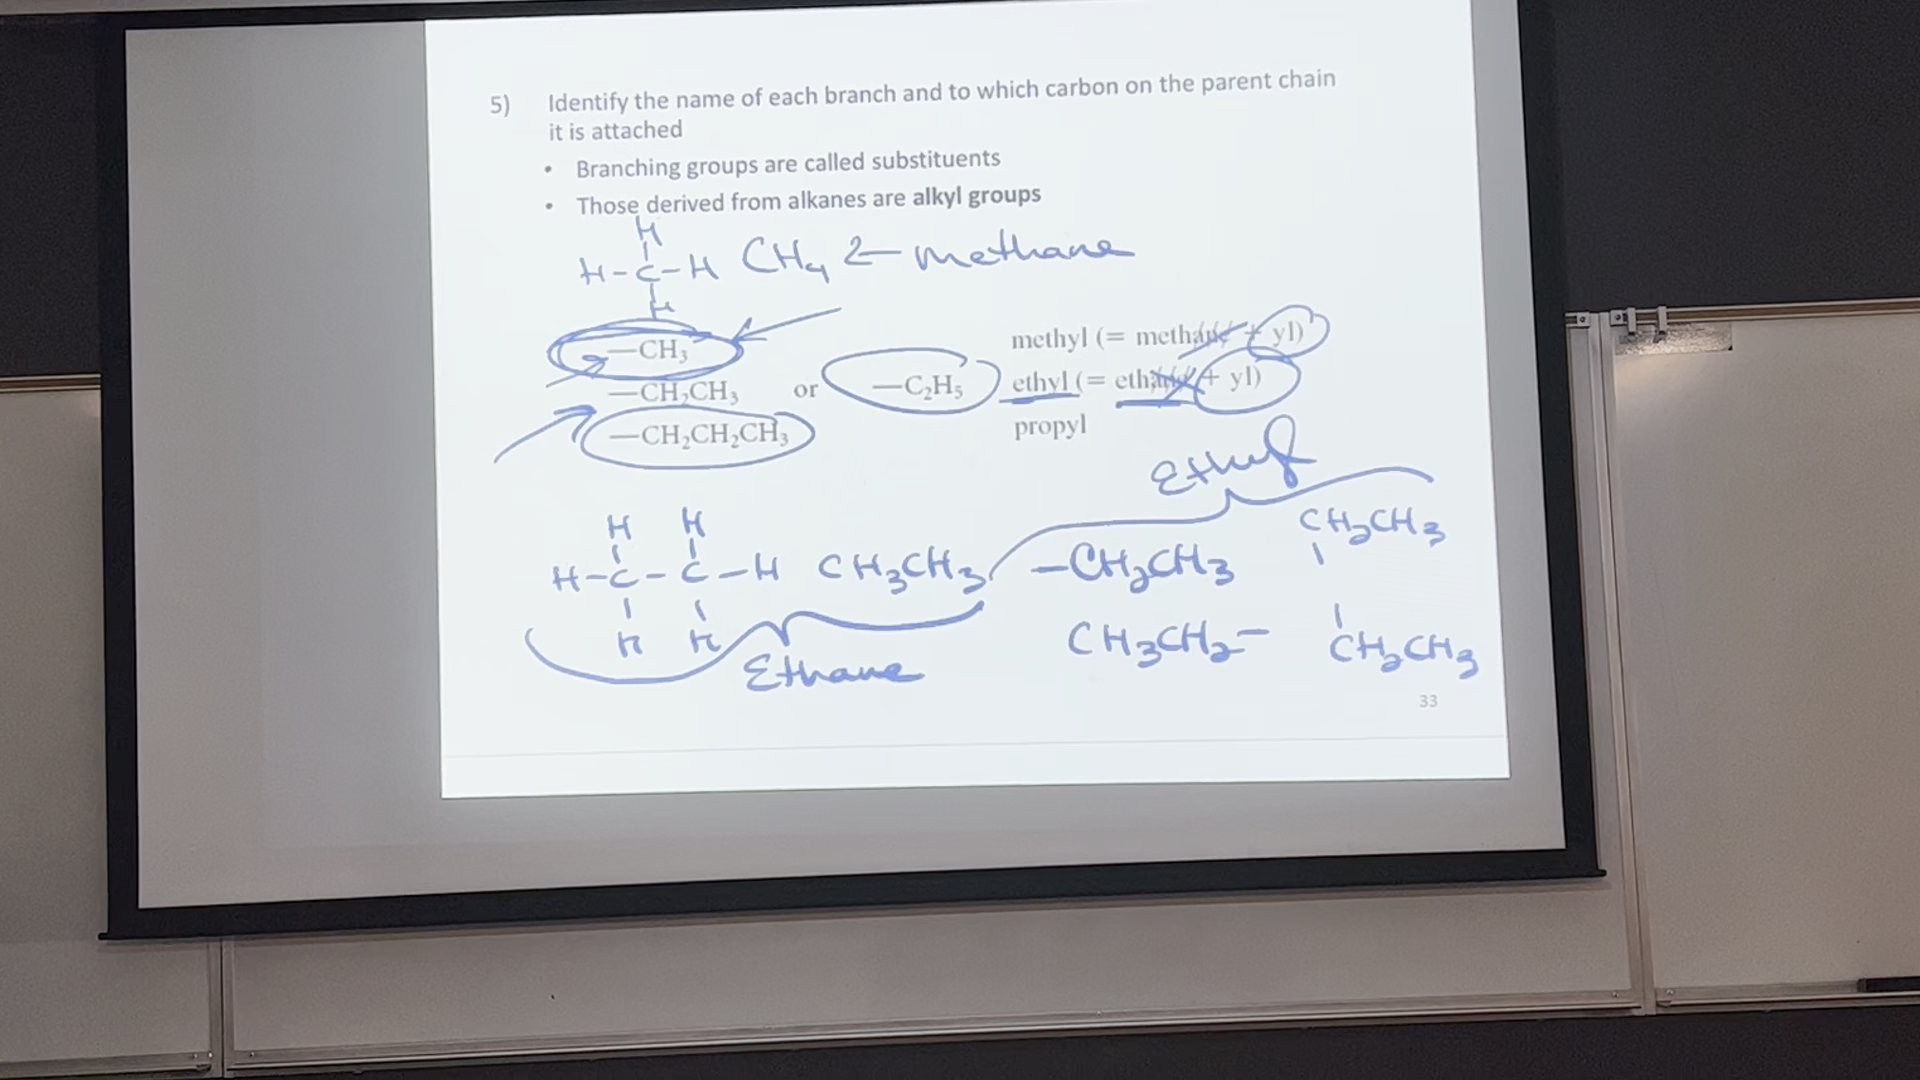 5) Identify the name of each branch and to which carbon on the parent chain
it is attached
• Branching groups are called substituents
• Those derived from alkanes are alkyl groups
H
H-C-H CH₄ ← methane
H
—CH₃ methyl (= methane + yl)
—CH₂CH₃ or —C₂H₅ ethyl (= ethane + yl)
—CH₂CH₂CH₃ propyl
Ethyl
H H CH₂CH₃
H-C-C-H CH₃CH₃ -CH₂CH₃
H H CH₃CH₂- CH₂CH₃
Ethane
33